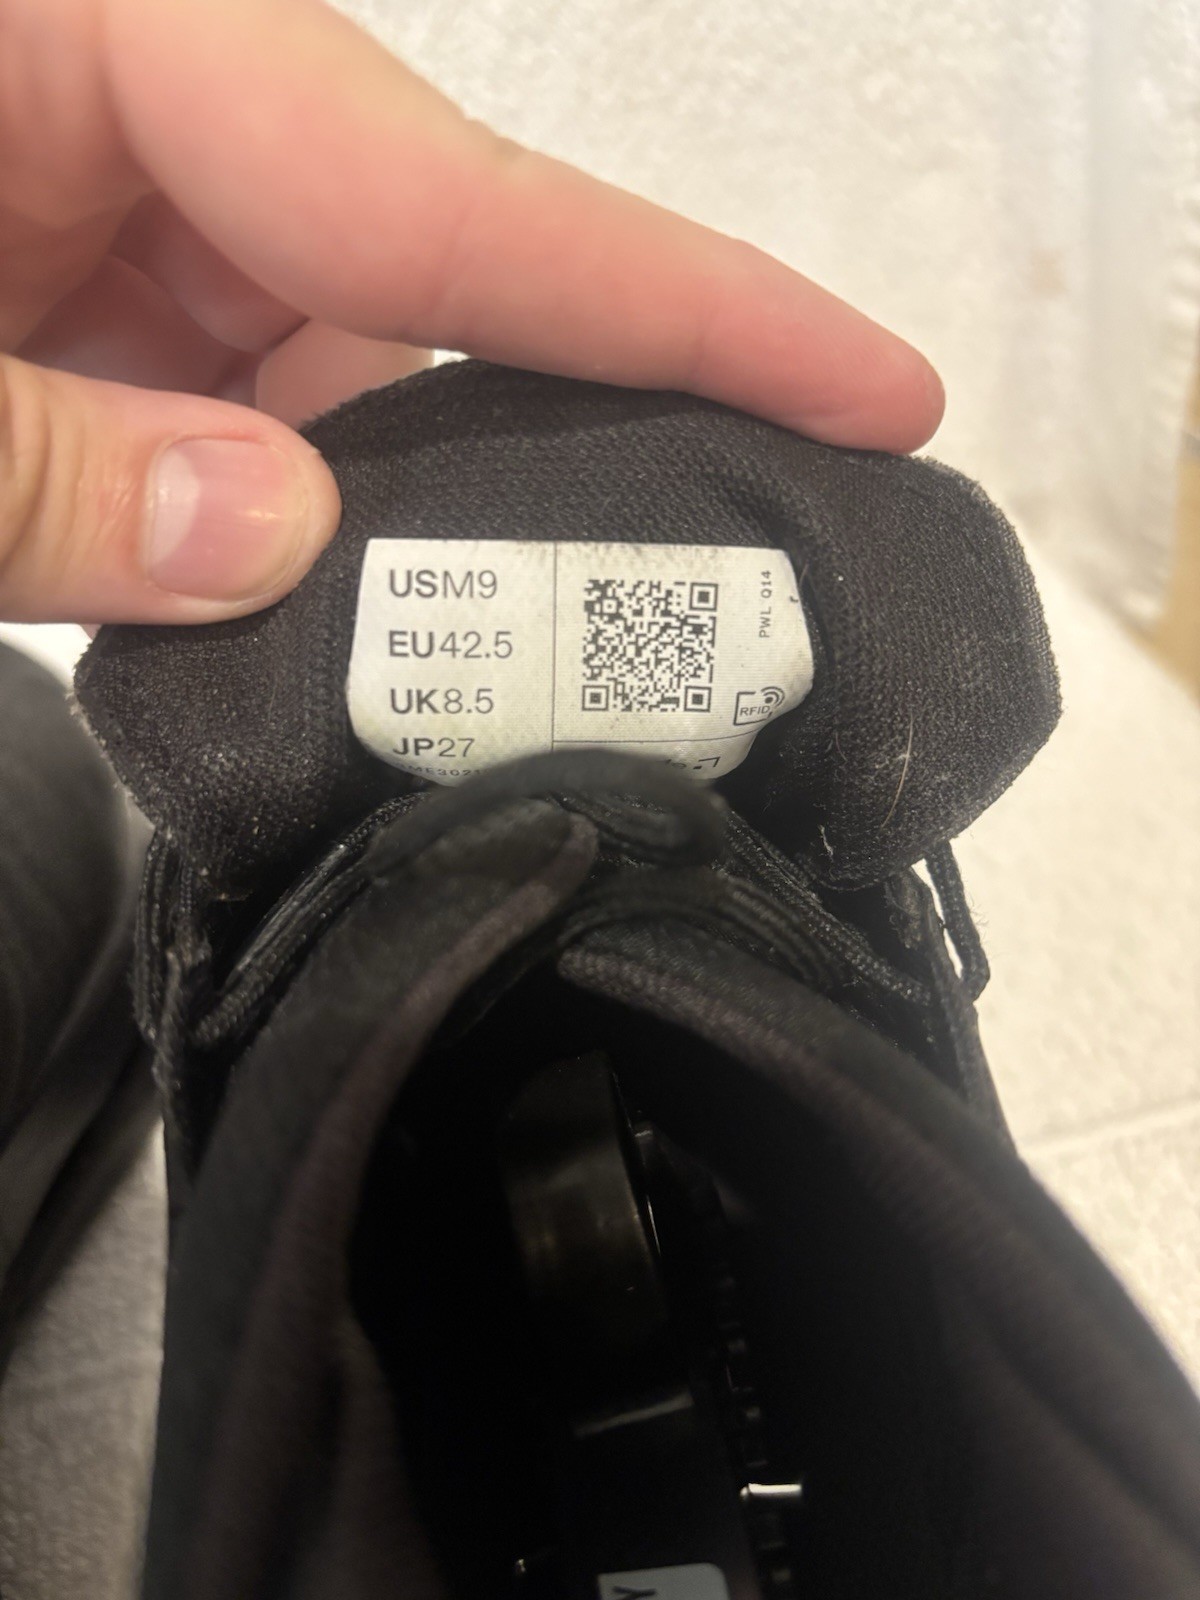 USM9
EU42.5
UK8.5
JP27
PWL Q14
RFID
Y